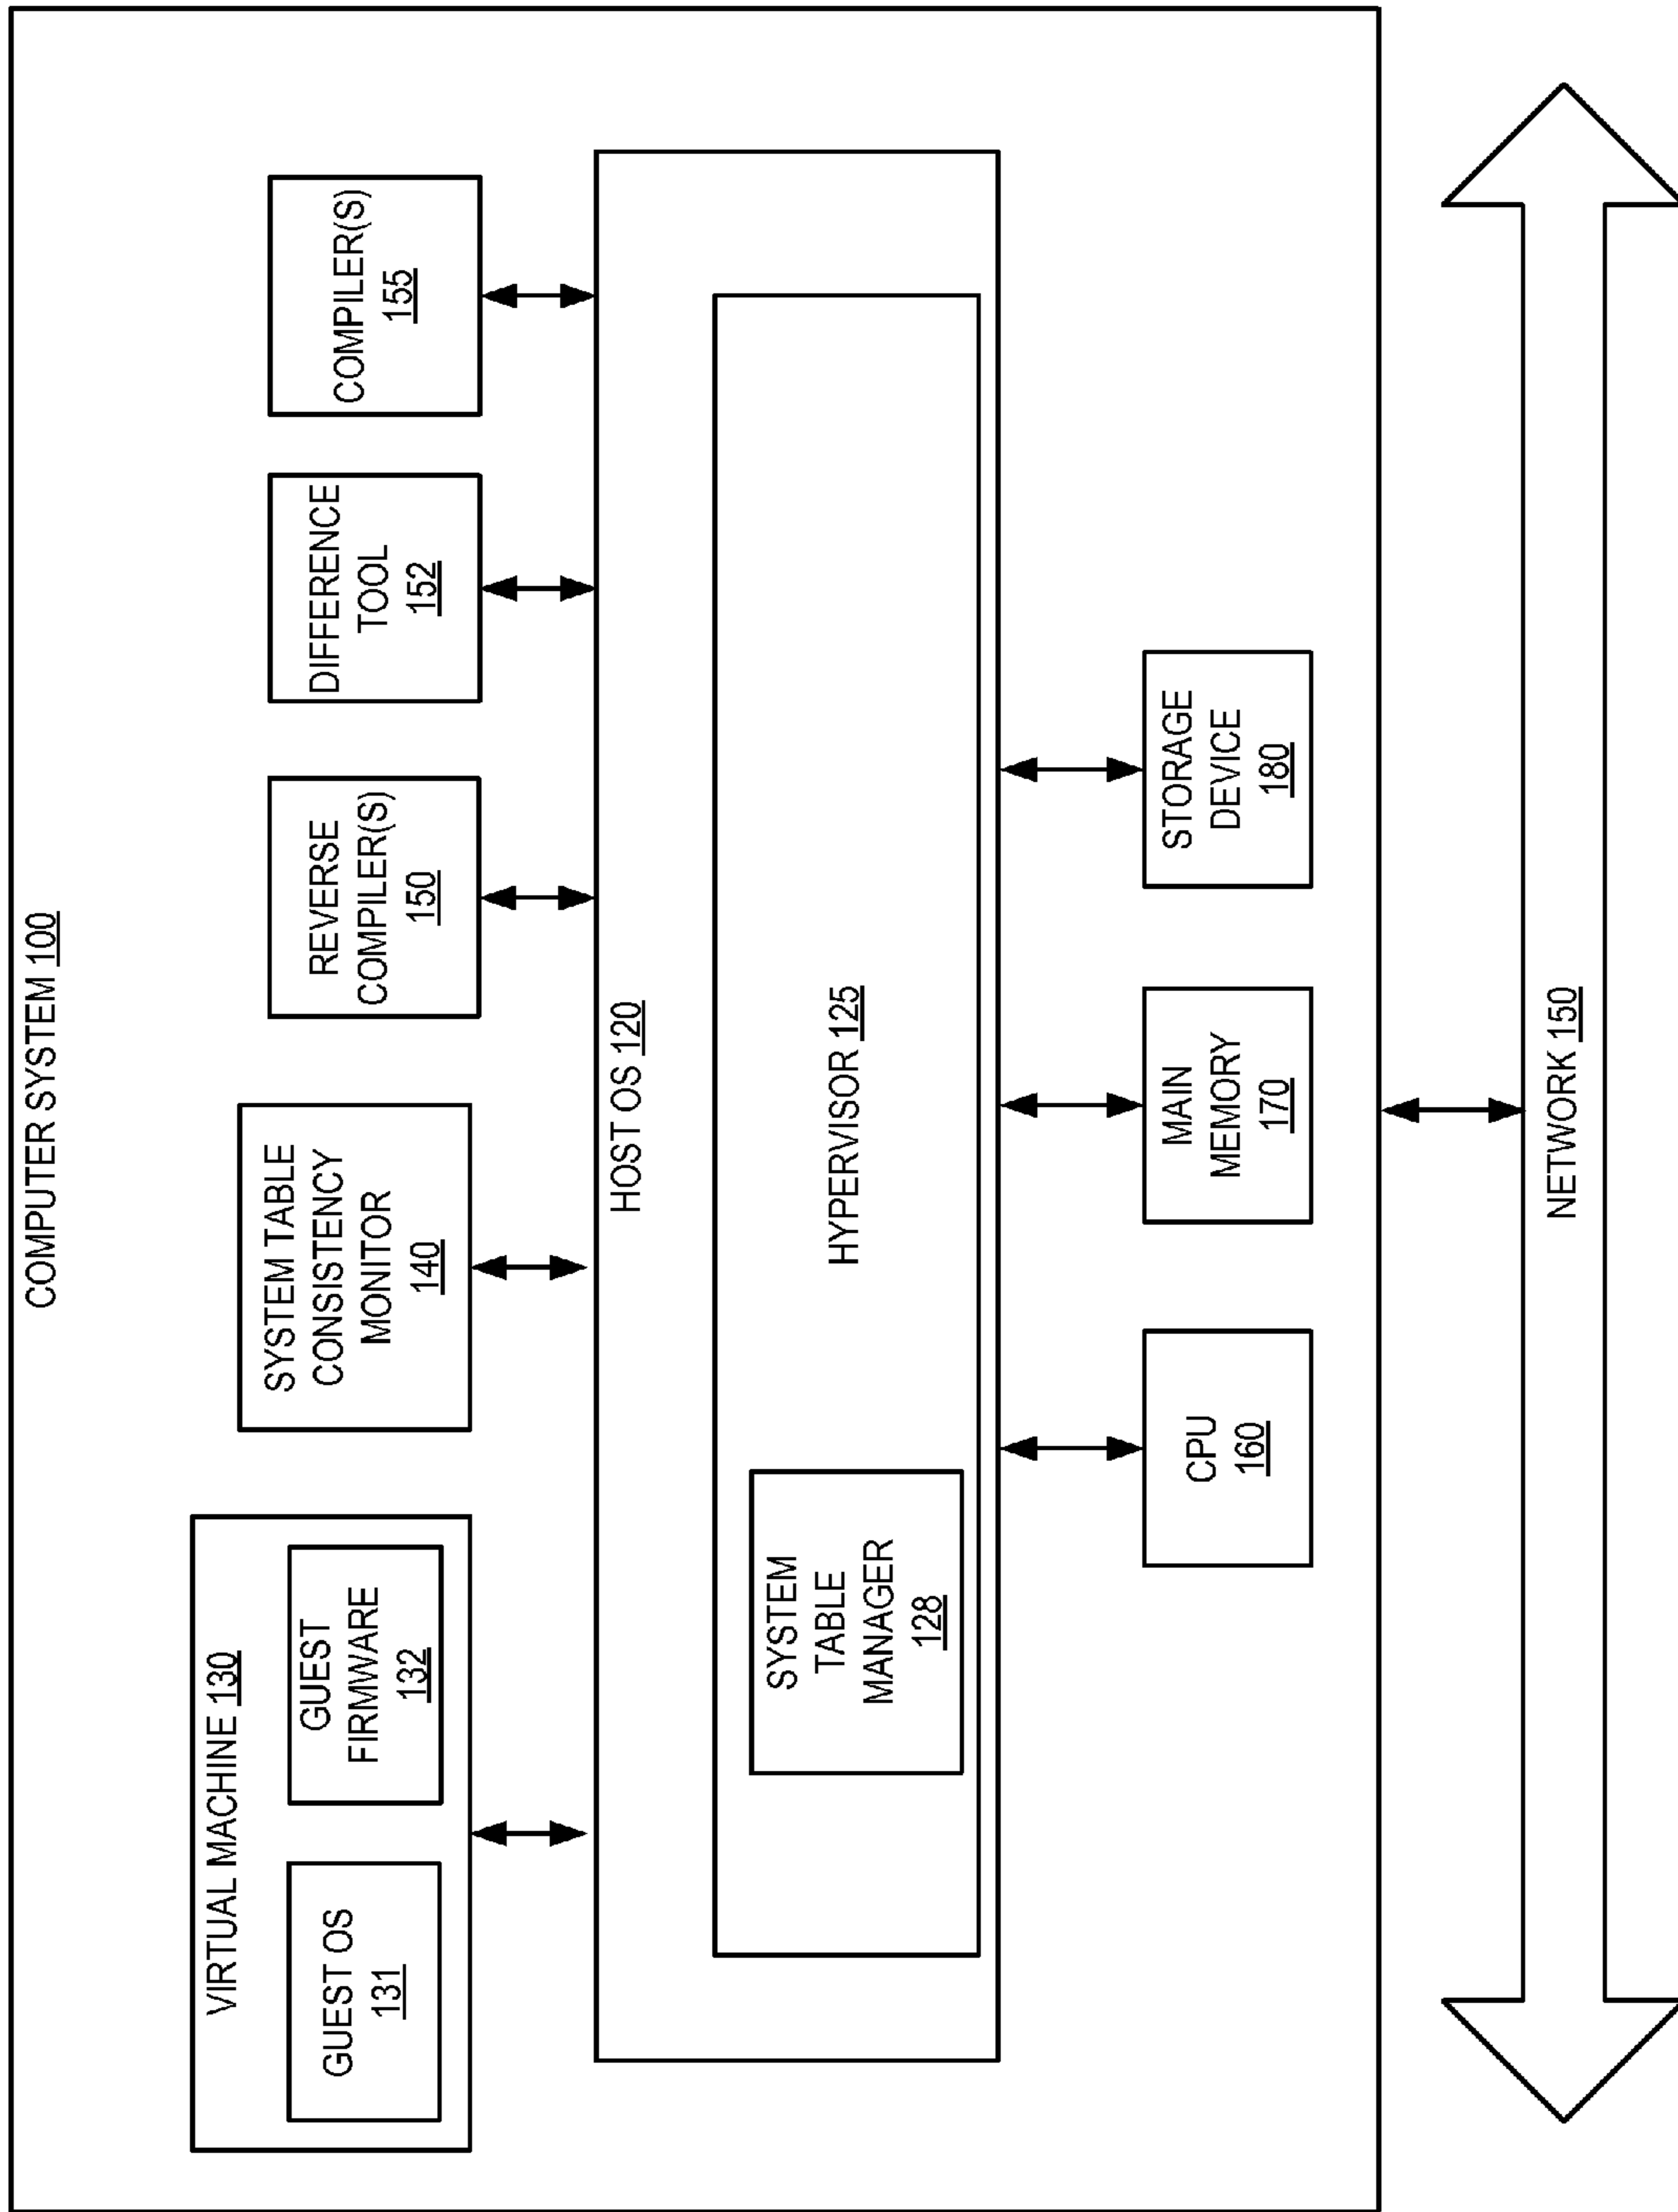 COMPUTER SYSTEM 100
VIRTUAL MACHINE 130
GUEST OS
131
GUEST
FIRMWARE
132
SYSTEM TABLE
CONSISTENCY
MONITOR
140
REVERSE
COMPILER(S)
150
DIFFERENCE
TOOL
152
COMPILER(S)
155
HOST OS 120
HYPERVISOR 125
SYSTEM
TABLE
MANAGER
128
CPU
160
MAIN
MEMORY
170
STORAGE
DEVICE
180
NETWORK 150